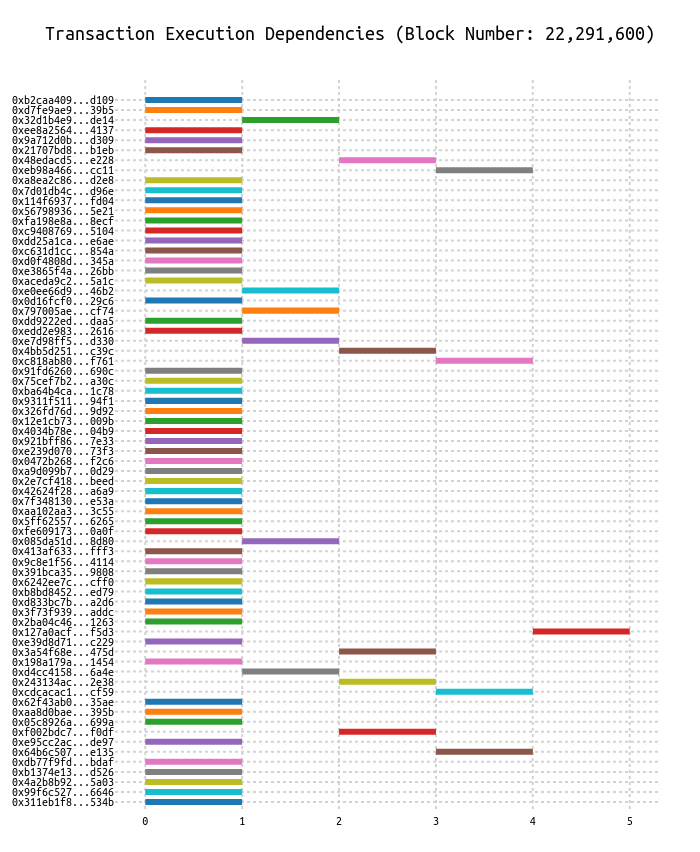 Transaction Execution Dependencies (Block Number: 22,291,600)
0xb2caa409...d109
0xd7fe9ae9...39b5
0x32d1b4e9...de14
0xee8a2564...4137
0x9a712d0b...d309
0x21707bd8...b1eb
0x48edacd5...e228
0xeb98a466...cc11
0xa8ea2c86...d2e8
0x7d01db4c...d96e
0x114f6937...fd04
0x56798936...5e21
0xfa198e8a...8ecf
0xc9408769...5104
0xdd25a1ca...e6ae
0xc631d1cc...854a
0xd0f4808d...345a
0xe3865f4a...26bb
0xaceda9c2...5a1c
0xe0ee66d9...46b2
0x0d16fcf0...29c6
0x797005ae...cf74
0xdd9222ed...daa5
0xedd2e983...2616
0xe7d98ff5...d330
0x4bb5d251...c39c
0xc818ab80...f761
0x91fd6260...690c
0x75cef7b2...a30c
0xba64b4ca...1c78
0x9311f511...94f1
0x326fd76d...9d92
0x12e1cb73...009b
0x4034b78e...04b9
0x921bff86...7e33
0xe239d070...73f3
0x0472b268...f2c6
0xa9d099b7...0d29
0x2e7cf418...beed
0x42624f28...a6a9
0x7f348130...e53a
0xaa102aa3...3c55
0x5ff62557...6265
0xfe609173...0a0f
0x085da51d...8d80
0x413af633...fff3
0x9c8e1f56...4114
0x391bca35...9808
0x6242ee7c...cff0
0xb8bd8452...ed79
0xd833bc7b...a2d6
0x3f73f939...addc
0x2ba04c46...1263
0x127a0acf...f5d3
0xe39d8d71...c229
0x3a54f68e...475d
0x198a179a...1454
0xd4cc4158...6a4e
0x243134ac...2e38
0xcdcacac1...cf59
0x62f43ab0...35ae
0xaa8d0bae...395b
0x05c8926a...699a
0xf002bdc7...f0df
0xe95cc2ac...de97
0x64b6c507...e135
0xdb77f9fd...bdaf
0xb1374e13...d526
0x4a2b8b92...5a03
0x99f6c527...6646
0x311eb1f8...534b
0 1 2 3 4 5